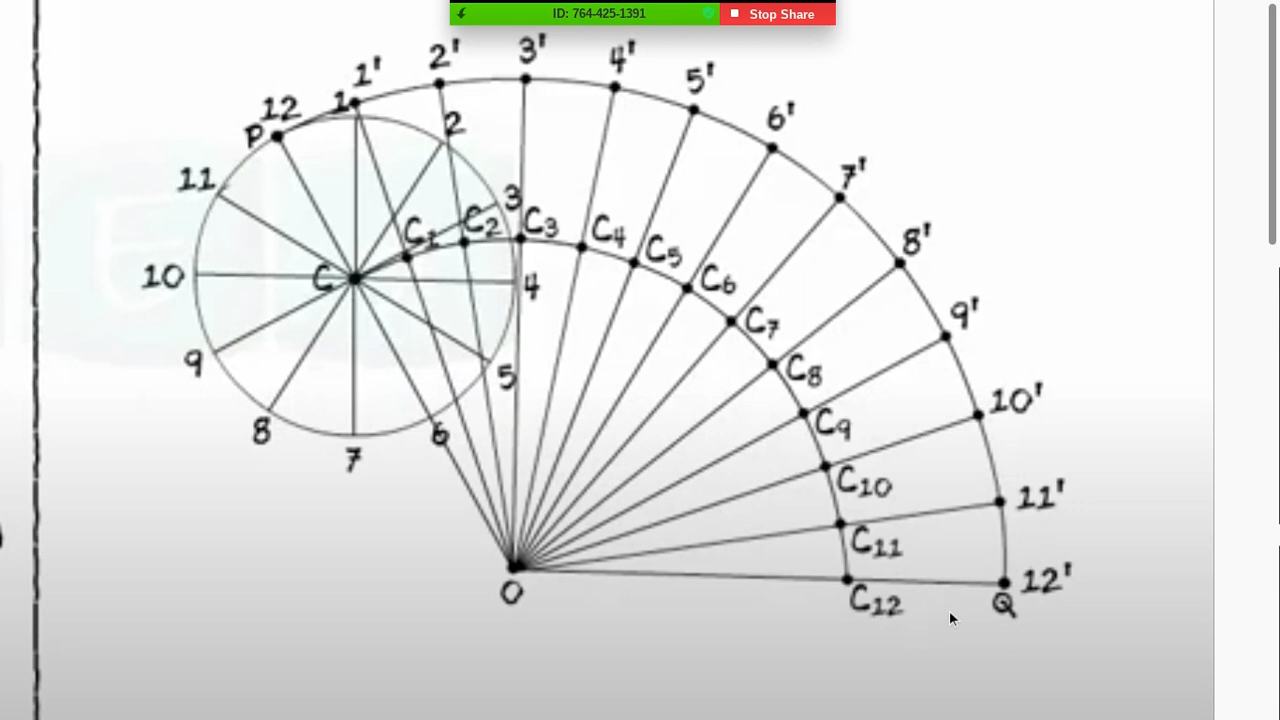 ID: 764-425-1391
Stop Share
1'
2'
3'
4'
5'
6'
7'
8'
9'
10'
11'
12'
P
12
1
2
3
4
5
6
7
8
9
10
11
C
C1
C2
C3
C4
C5
C6
C7
C8
C9
C10
C11
C12
O
Q